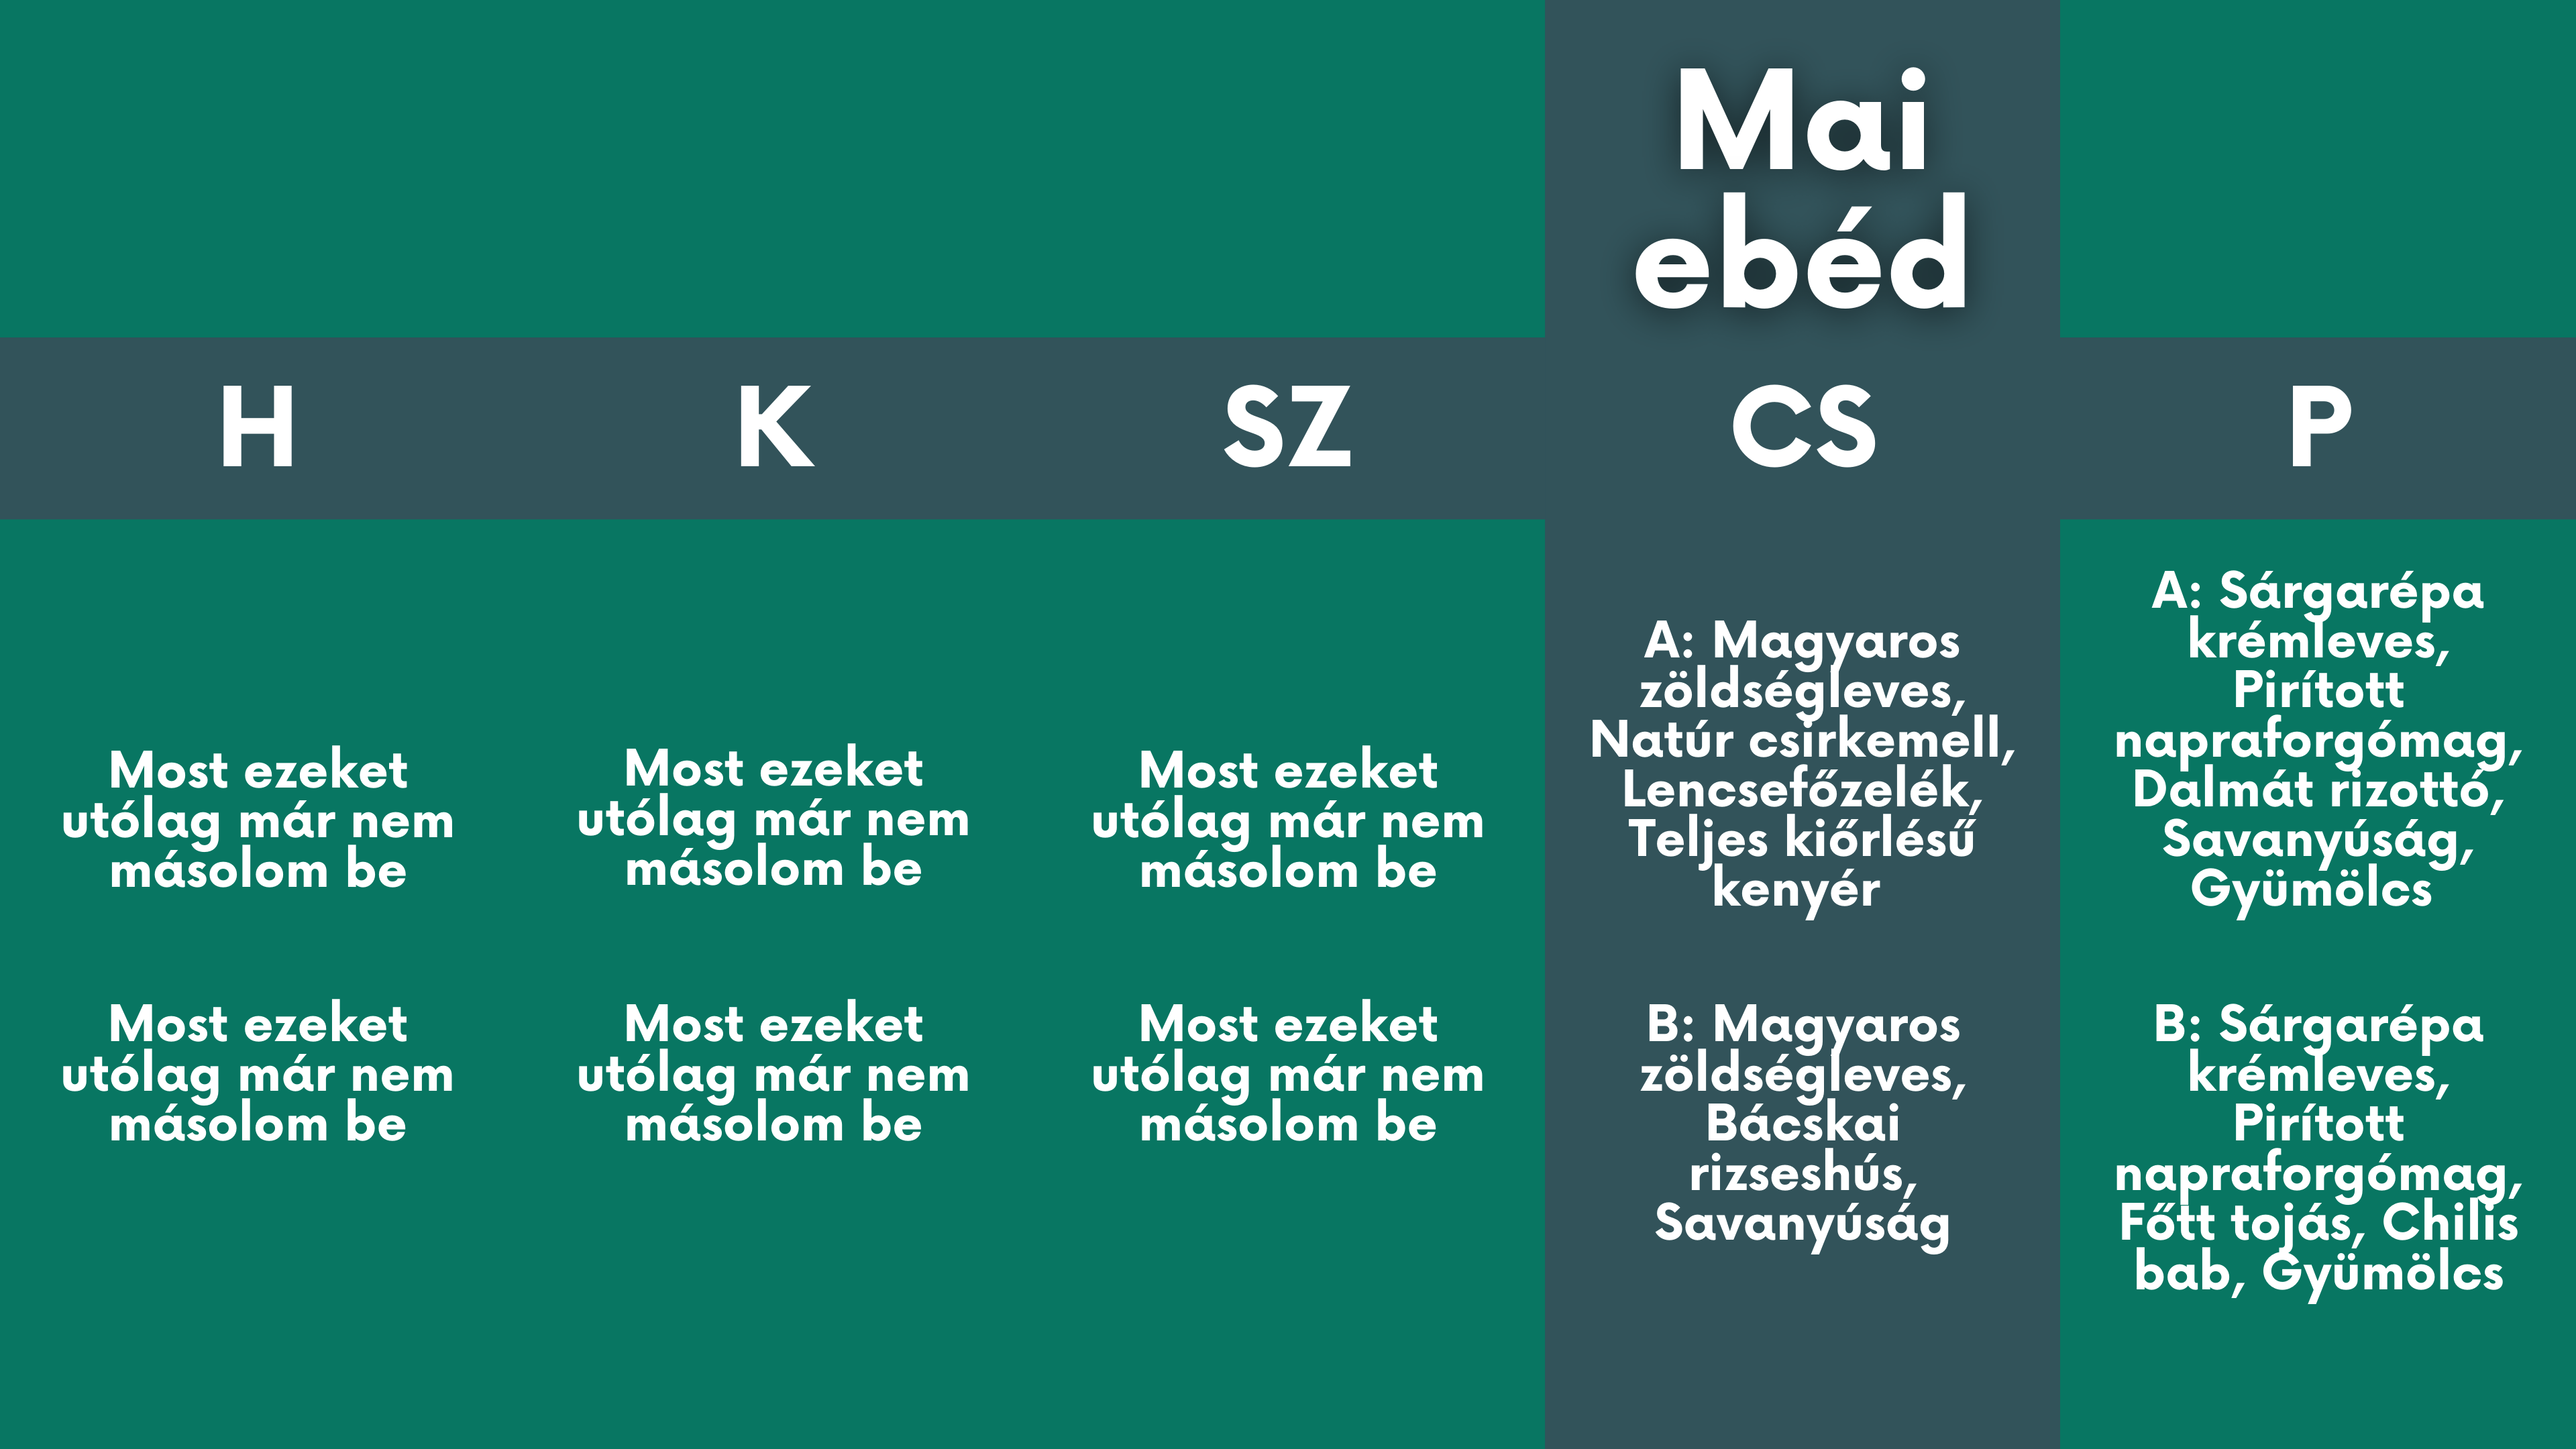 Mai
ebéd
H
K
SZ
CS
P
Most ezeket
utólag már nem
másolom be
Most ezeket
utólag már nem
másolom be
Most ezeket
utólag már nem
másolom be
A: Magyaros
zöldségleves,
Natúr csirkemell,
Lencsefőzelék,
Teljes kiőrlésű
kenyér
A: Sárgarépa
krémleves,
Pirított
napraforgómag,
Dalmát rizottó,
Savanyúság,
Gyümölcs
Most ezeket
utólag már nem
másolom be
Most ezeket
utólag már nem
másolom be
Most ezeket
utólag már nem
másolom be
B: Magyaros
zöldségleves,
Bácskai
rizseshús,
Savanyúság
B: Sárgarépa
krémleves,
Pirított
napraforgómag,
Főtt tojás, Chilis
bab, Gyümölcs